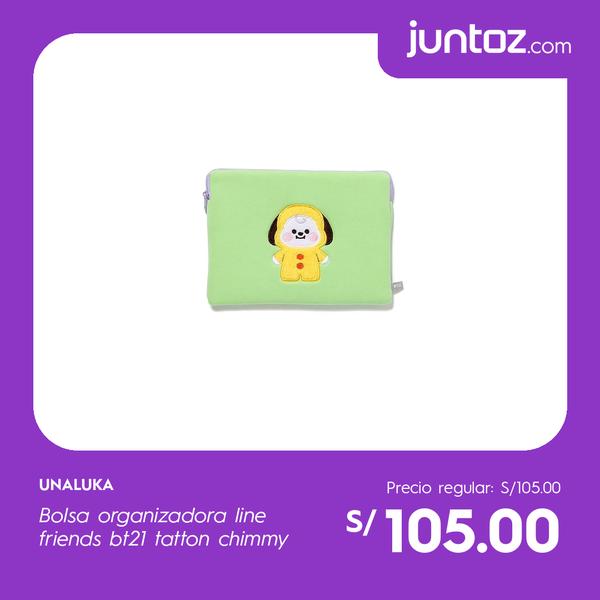 juntoz.com
UNALUKA
Bolsa organizadora line
friends bt21 tatton chimmy
Precio regular: S/105.00
S/ 105.00